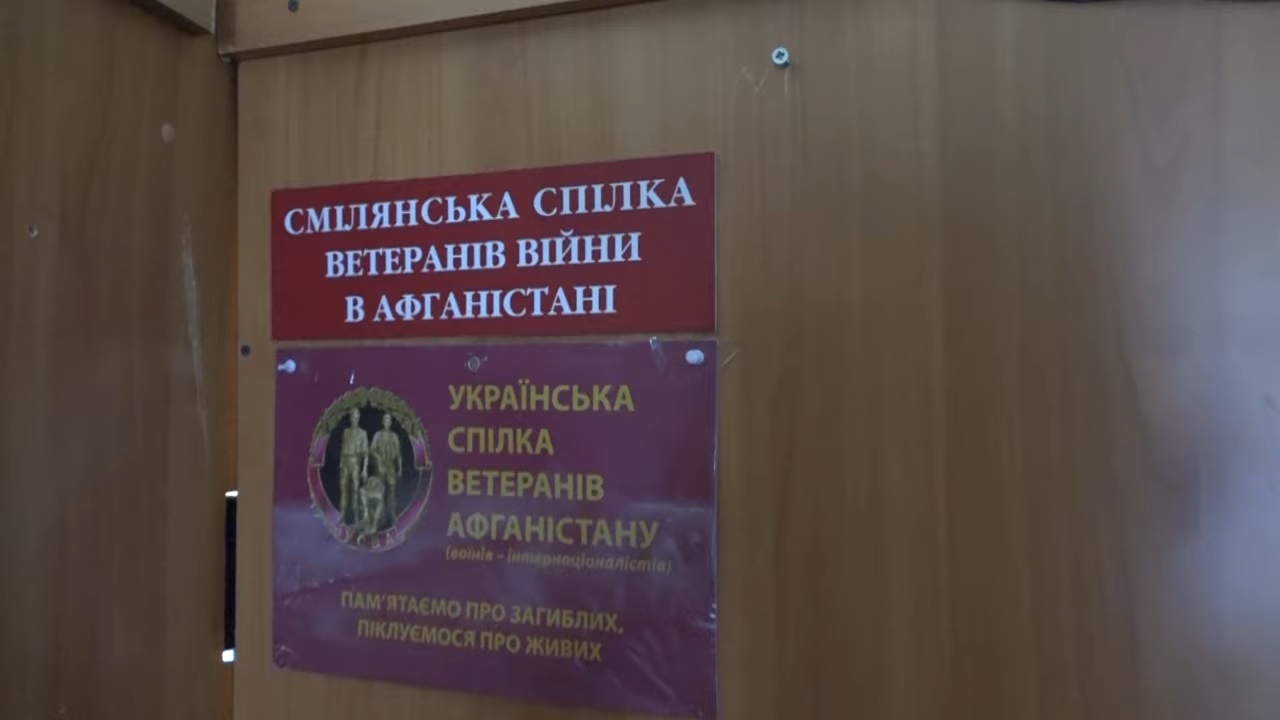 СМІЛЯНСЬКА СПІЛКА
ВЕТЕРАНІВ ВІЙНИ
В АФГАНІСТАНІ
УКРАЇНСЬКА
СПІЛКА
ВЕТЕРАНІВ
АФГАНІСТАНУ
(воїнів – інтернаціоналістів)
ПАМ'ЯТАЄМО ПРО ЗАГИБЛИХ,
ПІКЛУЄМОСЯ ПРО ЖИВИХ